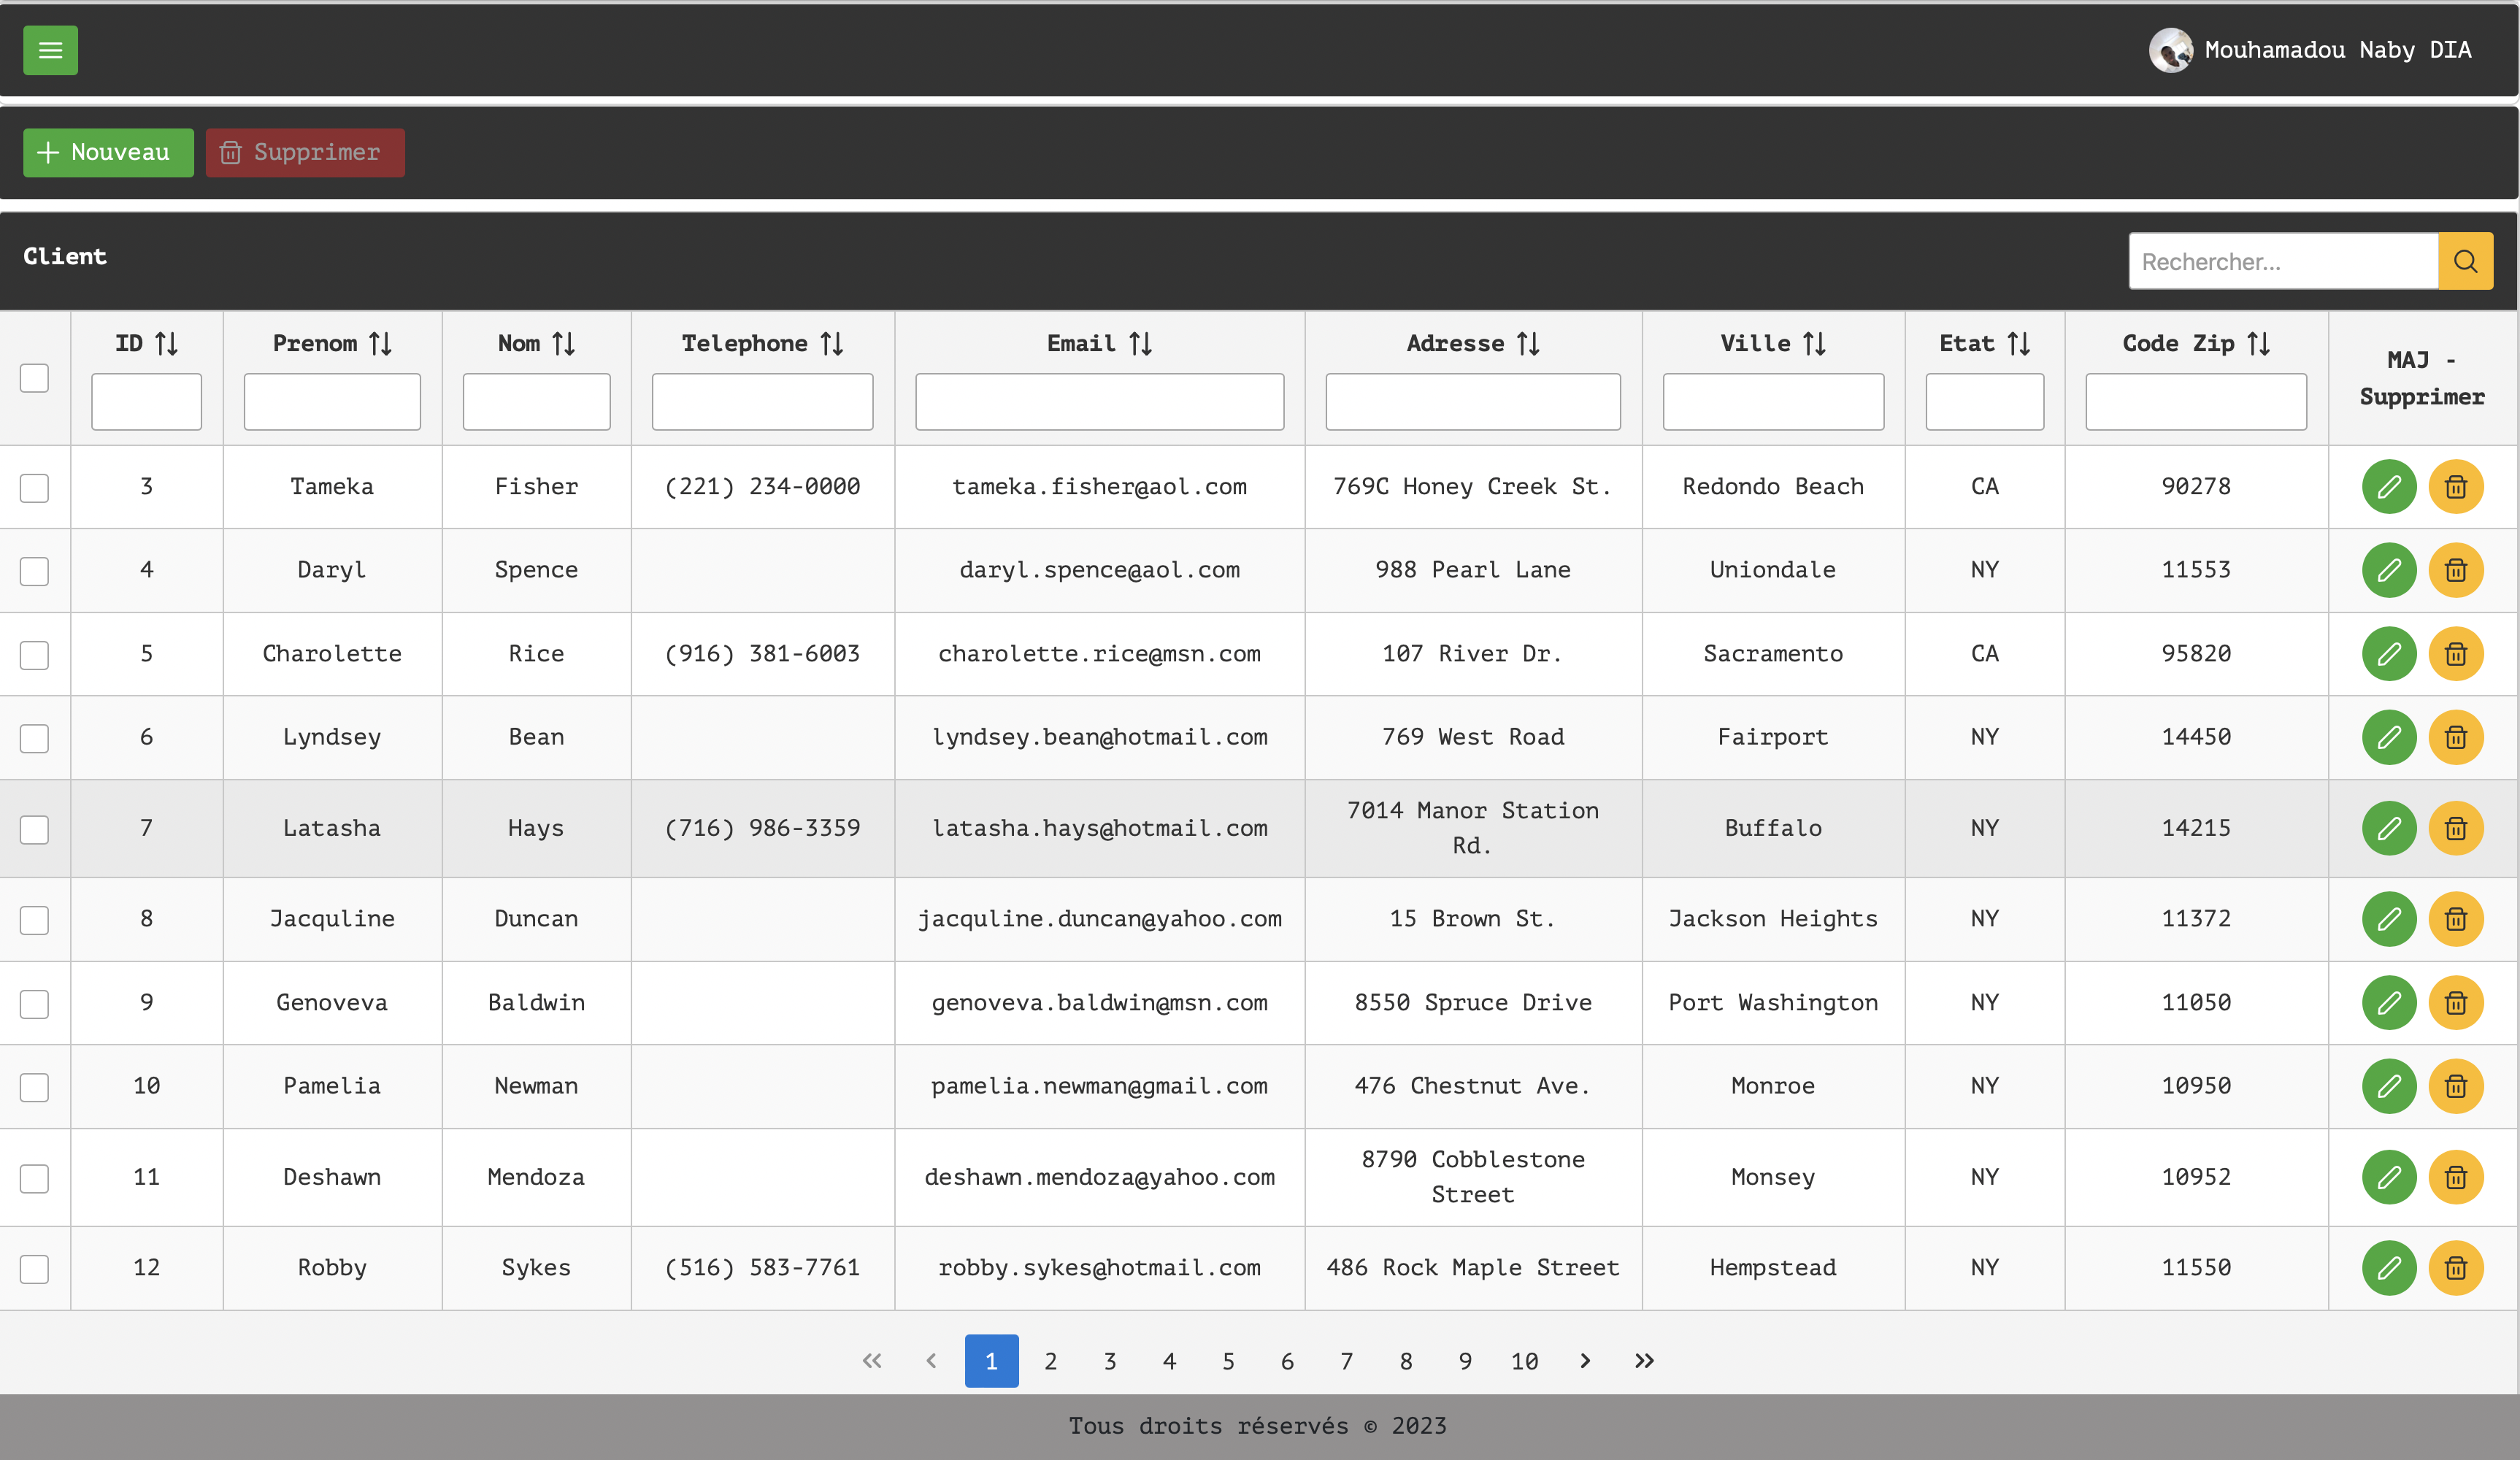 Mouhamadou Naby DIA
Nouveau Supprimer
Client Rechercher...
ID Prenom Nom Telephone Email Adresse Ville Etat Code Zip MAJ -
Supprimer
3 Tameka Fisher (221) 234-0000 tameka.fisher@aol.com 769C Honey Creek St. Redondo Beach CA 90278
4 Daryl Spence daryl.spence@aol.com 988 Pearl Lane Uniondale NY 11553
5 Charolette Rice (916) 381-6003 charolette.rice@msn.com 107 River Dr. Sacramento CA 95820
6 Lyndsey Bean lyndsey.bean@hotmail.com 769 West Road Fairport NY 14450
7 Latasha Hays (716) 986-3359 latasha.hays@hotmail.com 7014 Manor Station
Rd. Buffalo NY 14215
8 Jacquline Duncan jacquline.duncan@yahoo.com 15 Brown St. Jackson Heights NY 11372
9 Genoveva Baldwin genoveva.baldwin@msn.com 8550 Spruce Drive Port Washington NY 11050
10 Pamelia Newman pamelia.newman@gmail.com 476 Chestnut Ave. Monroe NY 10950
11 Deshawn Mendoza deshawn.mendoza@yahoo.com 8790 Cobblestone
Street Monsey NY 10952
12 Robby Sykes (516) 583-7761 robby.sykes@hotmail.com 486 Rock Maple Street Hempstead NY 11550
1 2 3 4 5 6 7 8 9 10
Tous droits réservés © 2023